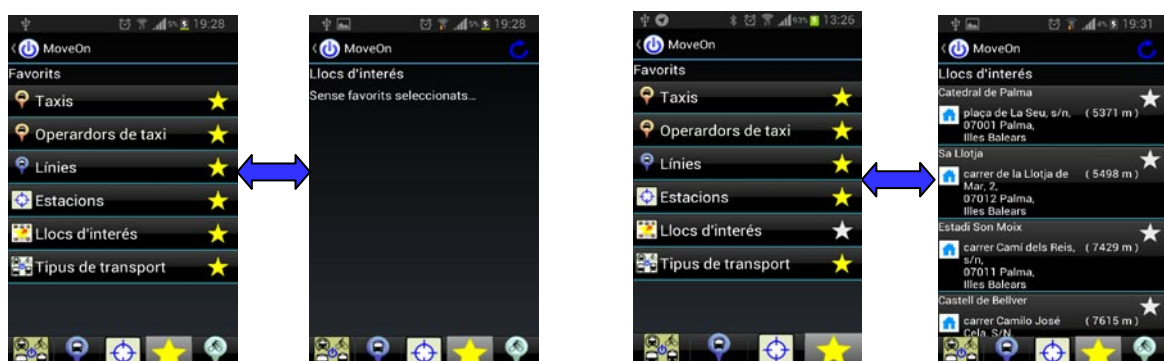 19:28
MoveOn
Favorits
Taxis
Operardors de taxi
Línies
Estacions
Llocs d'interés
Tipus de transport
19:28
MoveOn
Llocs d'interés
Sense favorits seleccionats...
63% 13:26
MoveOn
Favorits
Taxis
Operardors de taxi
Línies
Estacions
Llocs d'interés
Tipus de transport
4% 19:31
MoveOn
Llocs d'interés
Catedral de Palma
plaça de La Seu, s/n, ( 5371 m )
07001 Palma,
Illes Balears
Sa Llotja
carrer de la Llotja de ( 5498 m )
Mar, 2,
07012 Palma,
Illes Balears
Estadi Son Moix
carrer Camí dels Reis, ( 7429 m )
s/n,
07011 Palma,
Illes Balears
Castell de Bellver
carrer Camilo José ( 7615 m )
Cela, S/N,